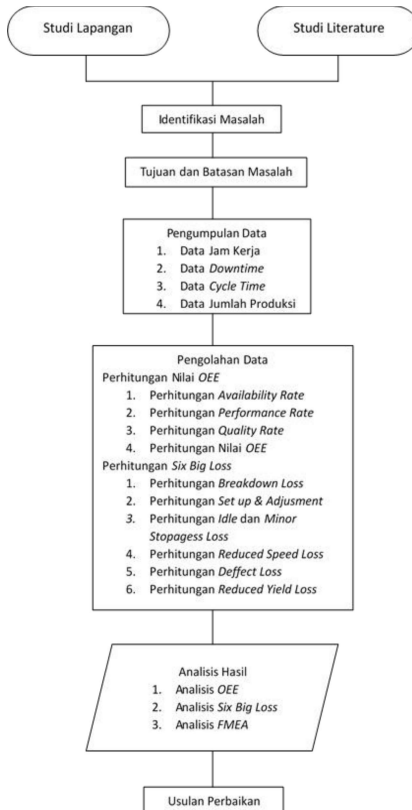 Studi Lapangan
Studi Literature
Identifikasi Masalah
Tujuan dan Batasan Masalah
Pengumpulan Data
1. Data Jam Kerja
2. Data Downtime
3. Data Cycle Time
4. Data Jumlah Produksi
Pengolahan Data
Perhitungan Nilai OEE
1. Perhitungan Availability Rate
2. Perhitungan Performance Rate
3. Perhitungan Quality Rate
4. Perhitungan Nilai OEE
Perhitungan Six Big Loss
1. Perhitungan Breakdown Loss
2. Perhitungan Set up & Adjusment
3. Perhitungan Idle dan Minor
Stopagess Loss
4. Perhitungan Reduced Speed Loss
5. Perhitungan Deffect Loss
6. Perhitungan Reduced Yield Loss
Analisis Hasil
1. Analisis OEE
2. Analisis Six Big Loss
3. Analisis FMEA
Usulan Perbaikan